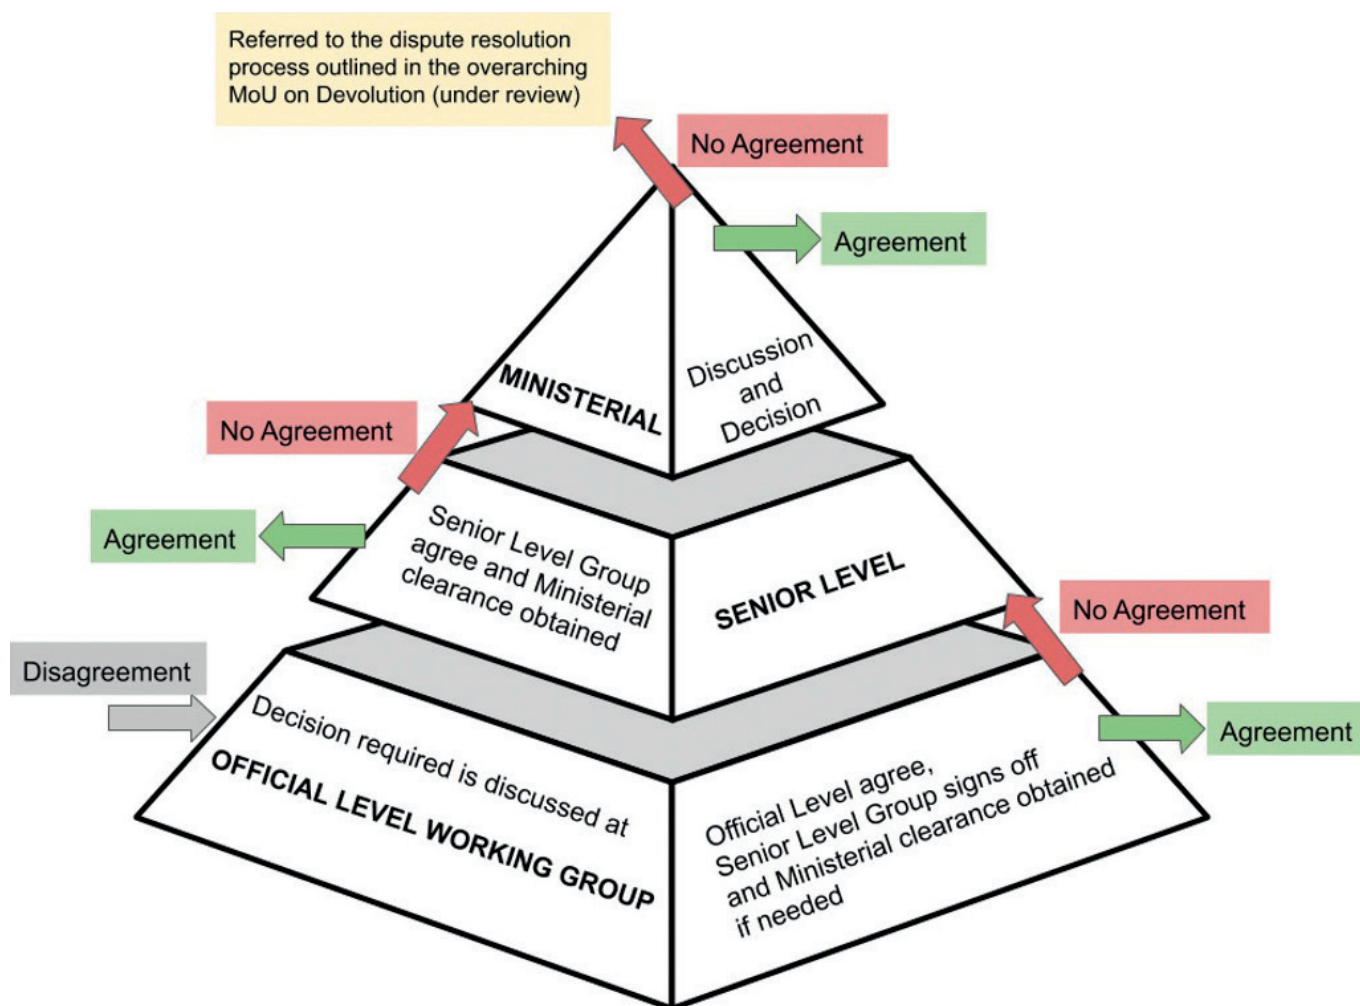 Referred to the dispute resolution
process outlined in the overarching
MoU on Devolution (under review)
No Agreement
Agreement
MINISTERIAL
Discussion
and
Decision
No Agreement
Agreement
Senior Level Group
agree and Ministerial
clearance obtained
SENIOR LEVEL
No Agreement
Agreement
Disagreement
Decision required is discussed at
OFFICIAL LEVEL WORKING GROUP
Official Level agree,
Senior Level Group signs off
and Ministerial clearance obtained
if needed